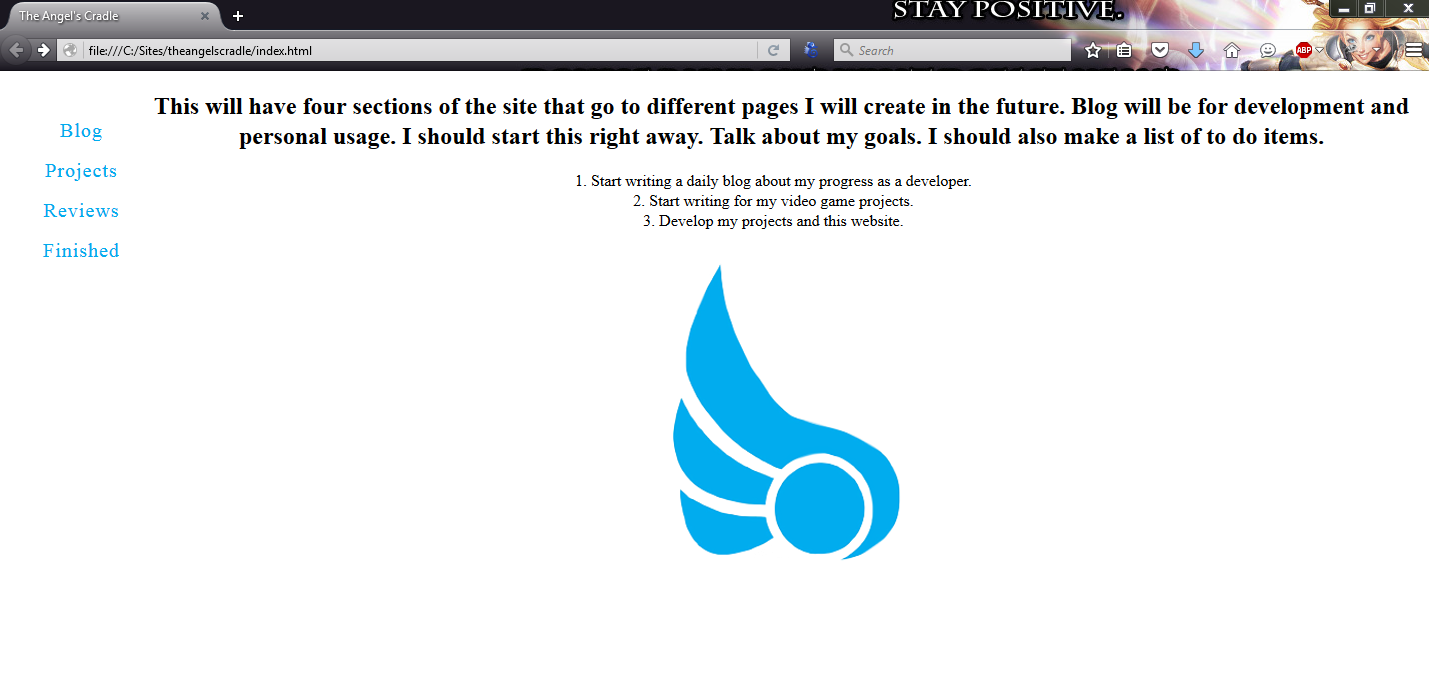 The Angel's Cradle
STAY POSITIVE.
file:///C:/Sites/theangelscradle/index.html
Search
ABP
Blog
Projects
Reviews
Finished
This will have four sections of the site that go to different pages I will create in the future. Blog will be for development and
personal usage. I should start this right away. Talk about my goals. I should also make a list of to do items.
1. Start writing a daily blog about my progress as a developer.
2. Start writing for my video game projects.
3. Develop my projects and this website.